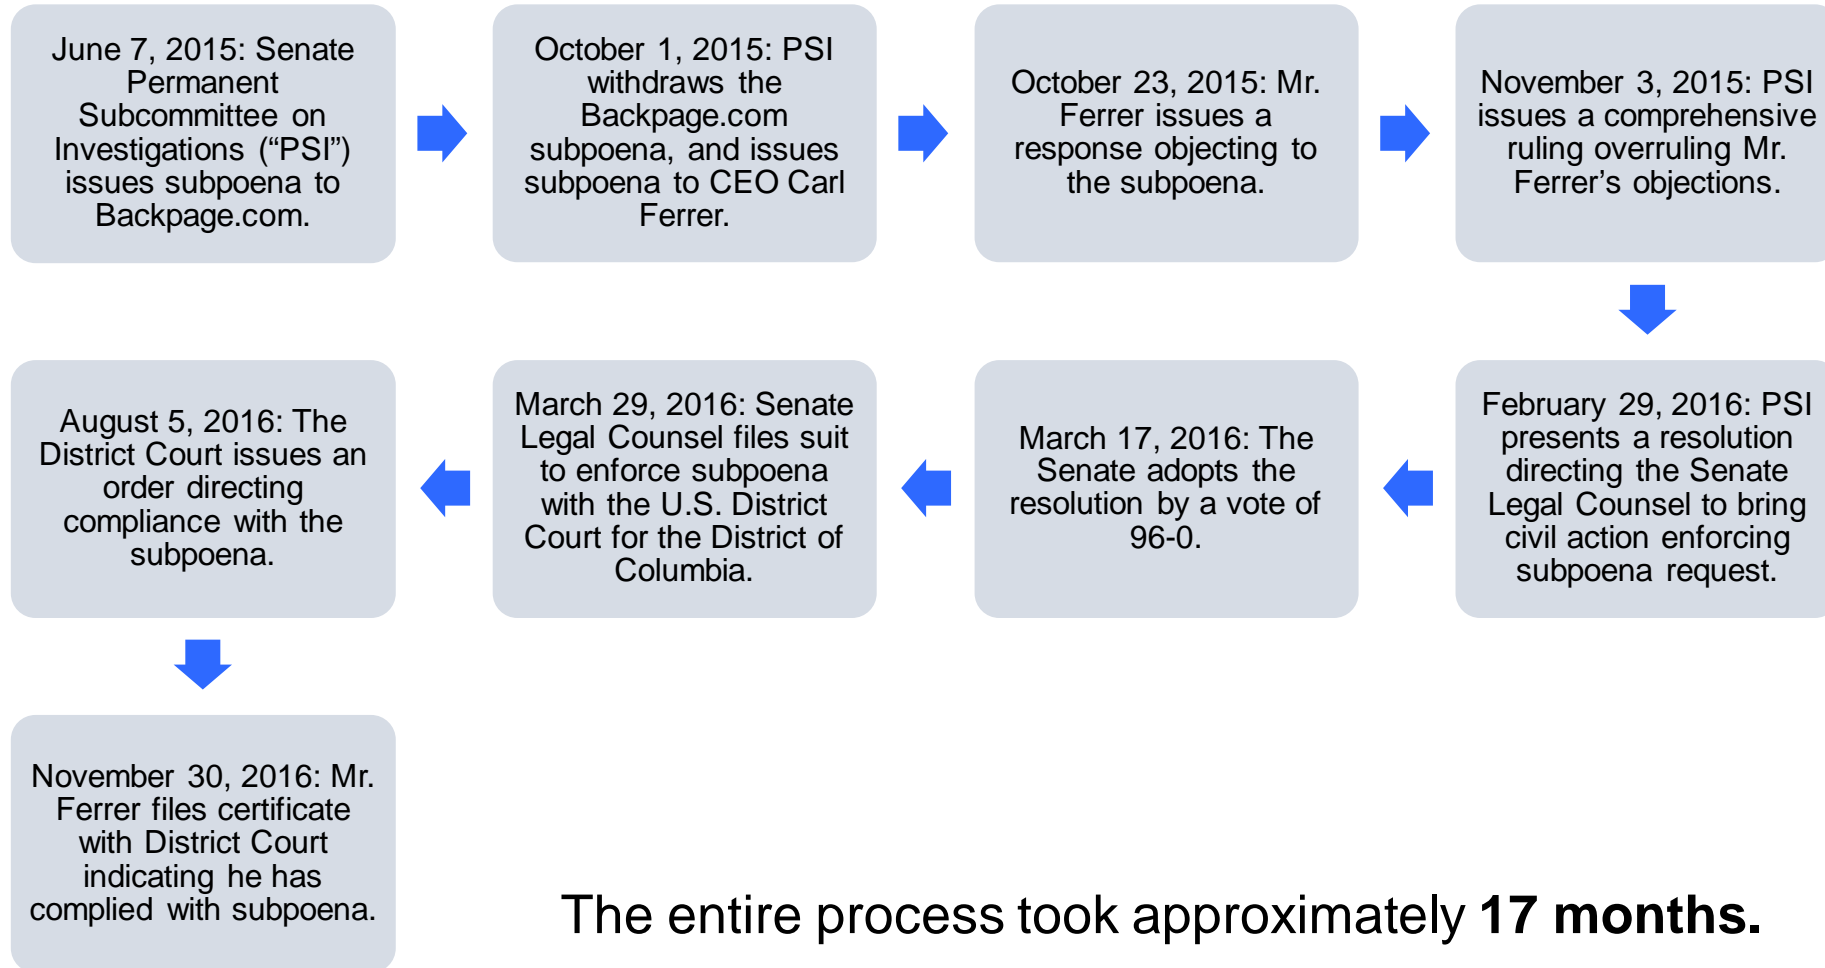 June 7, 2015: Senate
Permanent
Subcommittee on
Investigations (“PSI”)
issues subpoena to
Backpage.com.
October 1, 2015: PSI
withdraws the
Backpage.com
subpoena, and issues
subpoena to CEO Carl
Ferrer.
October 23, 2015: Mr.
Ferrer issues a
response objecting to
the subpoena.
November 3, 2015: PSI
issues a comprehensive
ruling overruling Mr.
Ferrer’s objections.
February 29, 2016: PSI
presents a resolution
directing the Senate
Legal Counsel to bring
civil action enforcing
subpoena request.
March 17, 2016: The
Senate adopts the
resolution by a vote of
96-0.
March 29, 2016: Senate
Legal Counsel files suit
to enforce subpoena
with the U.S. District
Court for the District of
Columbia.
August 5, 2016: The
District Court issues an
order directing
compliance with the
subpoena.
November 30, 2016: Mr.
Ferrer files certificate
with District Court
indicating he has
complied with subpoena.
The entire process took approximately 17 months.